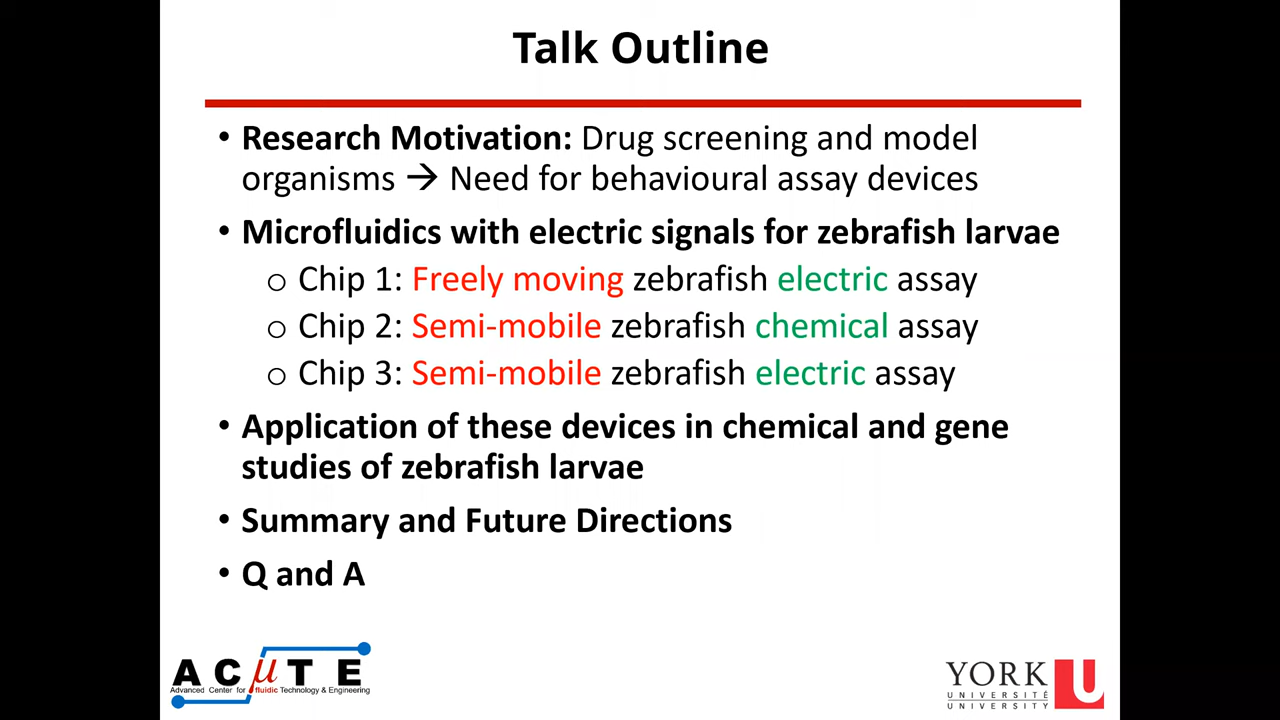 Talk Outline
• Research Motivation: Drug screening and model
organisms → Need for behavioural assay devices
• Microfluidics with electric signals for zebrafish larvae
o Chip 1: Freely moving zebrafish electric assay
o Chip 2: Semi-mobile zebrafish chemical assay
o Chip 3: Semi-mobile zebrafish electric assay
• Application of these devices in chemical and gene
studies of zebrafish larvae
• Summary and Future Directions
• Q and A
ACμTE
Advanced Center for μfluidic Technology & Engineering
YORK U
UNIVERSITÉ
UNIVERSITY